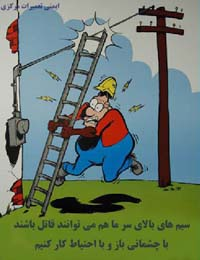 ایمنی تعمیرات مرکزی
سیم های بالای سر ما هم می توانند قاتل باشند
با چشمانی باز و با احتیاط کار کنیم